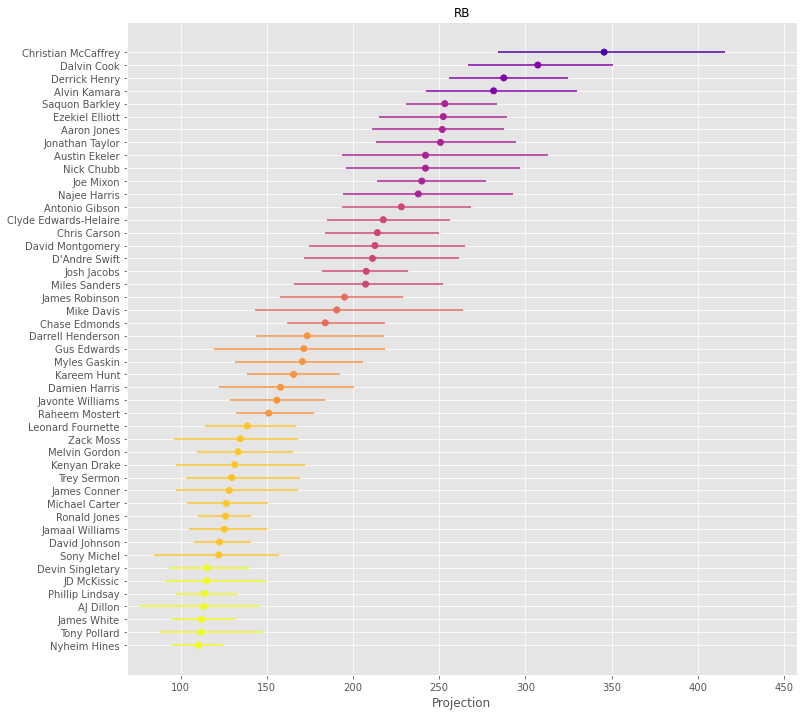 RB
Christian McCaffrey
Dalvin Cook
Derrick Henry
Alvin Kamara
Saquon Barkley
Ezekiel Elliott
Aaron Jones
Jonathan Taylor
Austin Ekeler
Nick Chubb
Joe Mixon
Najee Harris
Antonio Gibson
Clyde Edwards-Helaire
Chris Carson
David Montgomery
D'Andre Swift
Josh Jacobs
Miles Sanders
James Robinson
Mike Davis
Chase Edmonds
Darrell Henderson
Gus Edwards
Myles Gaskin
Kareem Hunt
Damien Harris
Javonte Williams
Raheem Mostert
Leonard Fournette
Zack Moss
Melvin Gordon
Kenyan Drake
Trey Sermon
James Conner
Michael Carter
Ronald Jones
Jamaal Williams
David Johnson
Sony Michel
Devin Singletary
JD McKissic
Phillip Lindsay
AJ Dillon
James White
Tony Pollard
Nyheim Hines
100 150 200 250 300 350 400 450
Projection